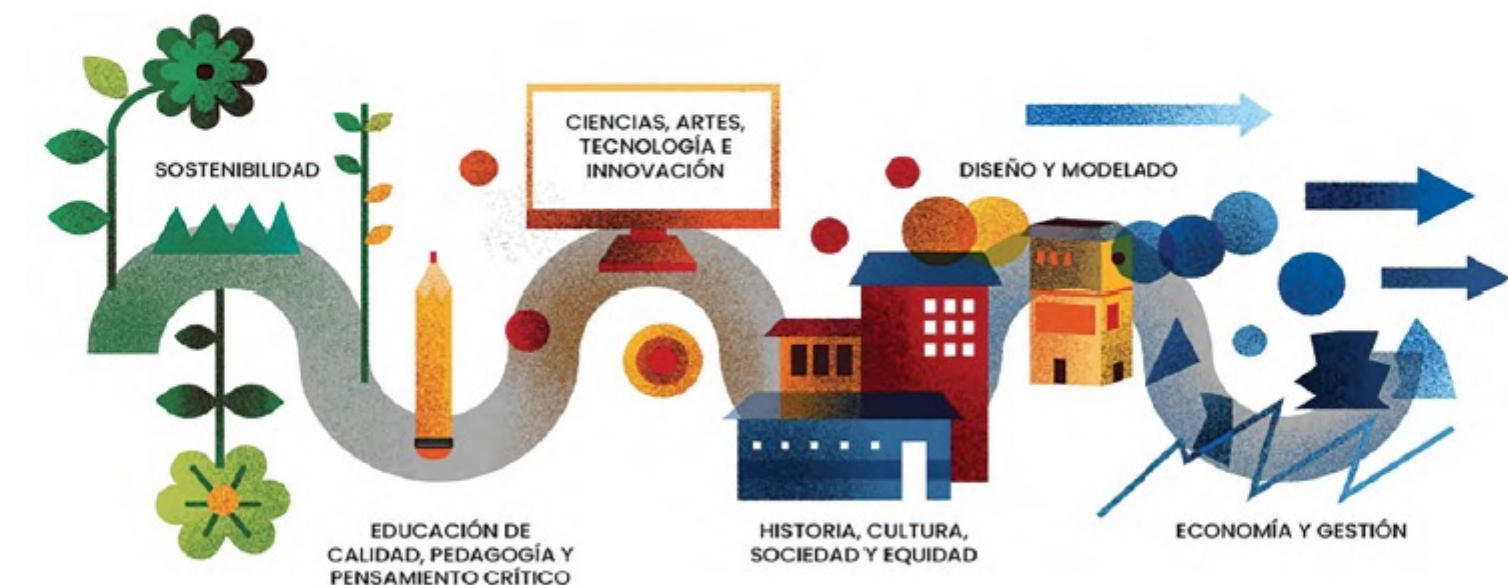 SOSTENIBILIDAD
EDUCACIÓN DE
CALIDAD, PEDAGOGÍA Y
PENSAMIENTO CRÍTICO
CIENCIAS, ARTES,
TECNOLOGÍA E
INNOVACIÓN
HISTORIA, CULTURA,
SOCIEDAD Y EQUIDAD
DISEÑO Y MODELADO
ECONOMÍA Y GESTIÓN